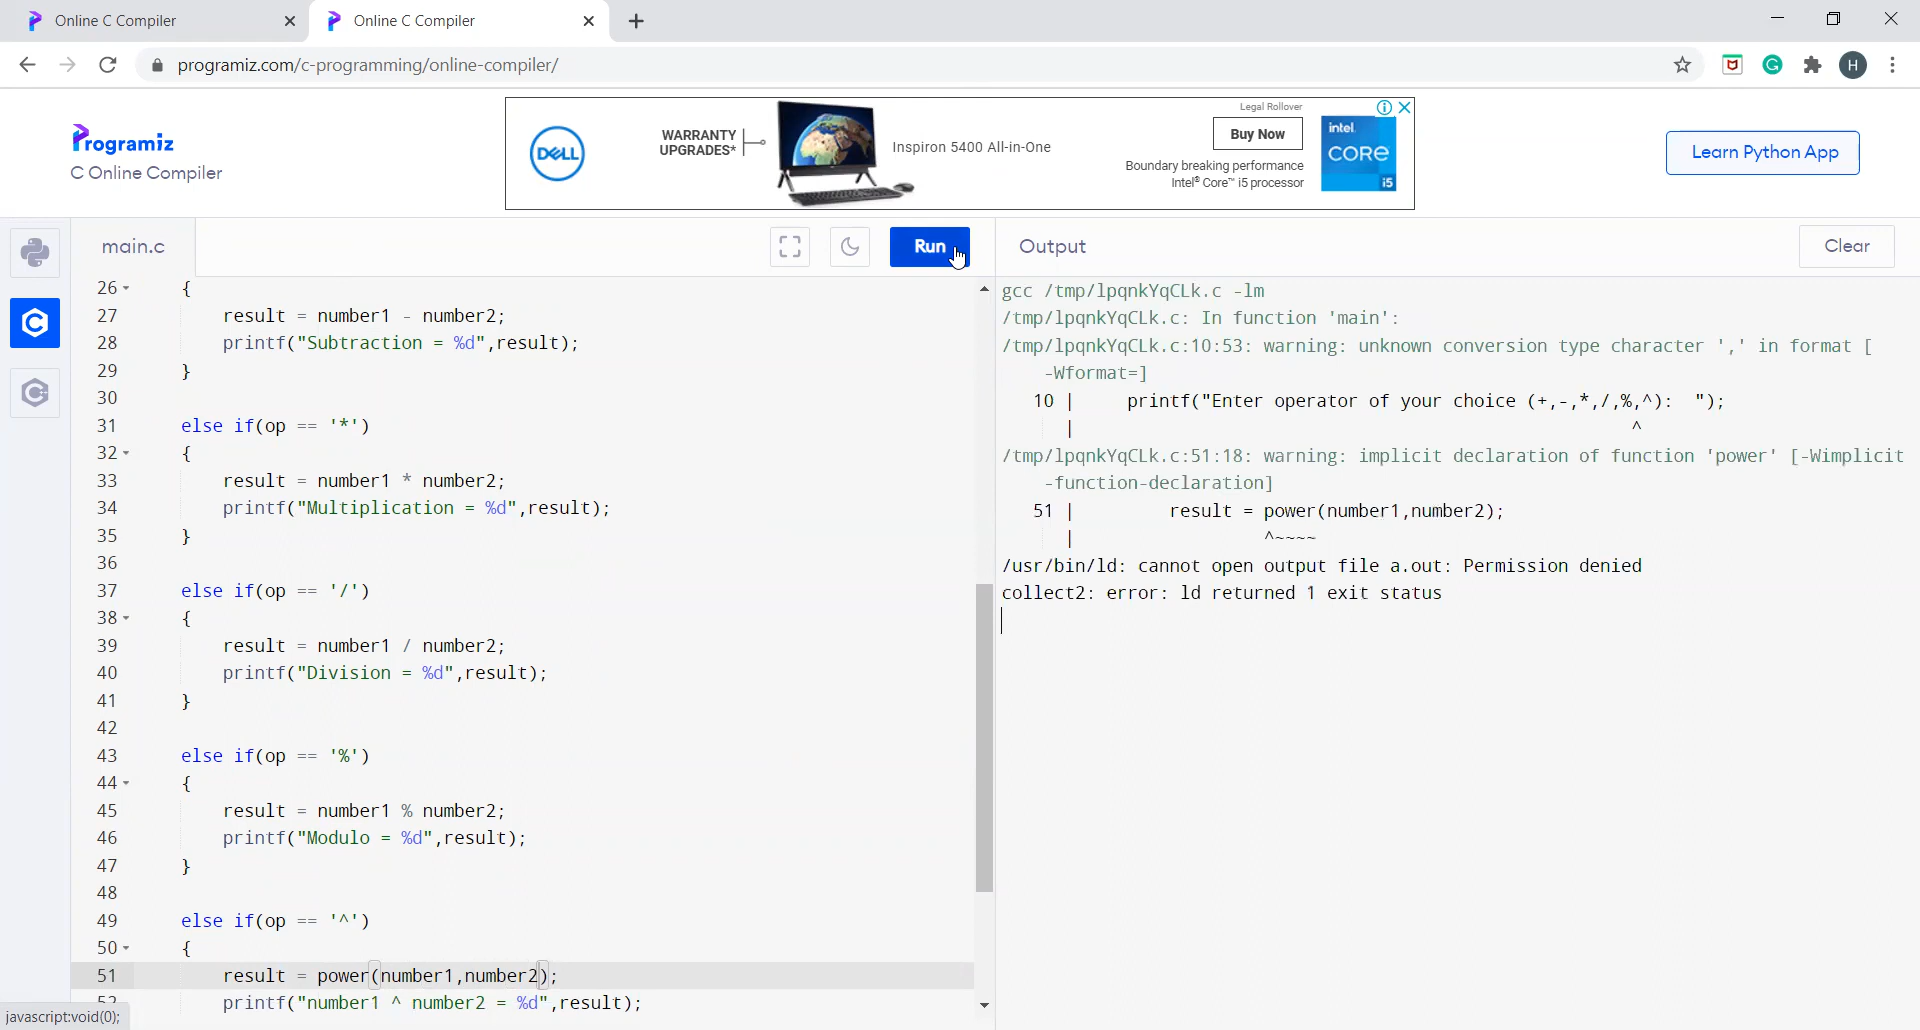 Online C Compiler
Online C Compiler
programiz.com/c-programming/online-compiler/
H
Programiz
C Online Compiler
DELL
WARRANTY
UPGRADES*
Inspiron 5400 All-in-One
Legal Rollover
Buy Now
Boundary breaking performance
Intel® Core™ i5 processor
intel.
CORE
i5
Learn Python App
main.c
Run
Output
Clear
26 {
27 result = number1 - number2;
28 printf("Subtraction = %d",result);
29 }
30
31 else if(op == '*')
32 {
33 result = number1 * number2;
34 printf("Multiplication = %d",result);
35 }
36
37 else if(op == '/')
38 {
39 result = number1 / number2;
40 printf("Division = %d",result);
41 }
42
43 else if(op == '%')
44 {
45 result = number1 % number2;
46 printf("Modulo = %d",result);
47 }
48
49 else if(op == '^')
50 {
51 result = power(number1,number2);
52 printf("number1 ^ number2 = %d",result);
javascript:void(0);
gcc /tmp/lpqnkYqCLk.c -lm
/tmp/lpqnkYqCLk.c: In function 'main':
/tmp/lpqnkYqCLk.c:10:53: warning: unknown conversion type character ',' in format [
-Wformat=]
10 | printf("Enter operator of your choice (+,-,*,/,%,^): ");
| ^
/tmp/lpqnkYqCLk.c:51:18: warning: implicit declaration of function 'power' [-Wimplicit
-function-declaration]
51 | result = power(number1,number2);
| ^~~~~
/usr/bin/ld: cannot open output file a.out: Permission denied
collect2: error: ld returned 1 exit status